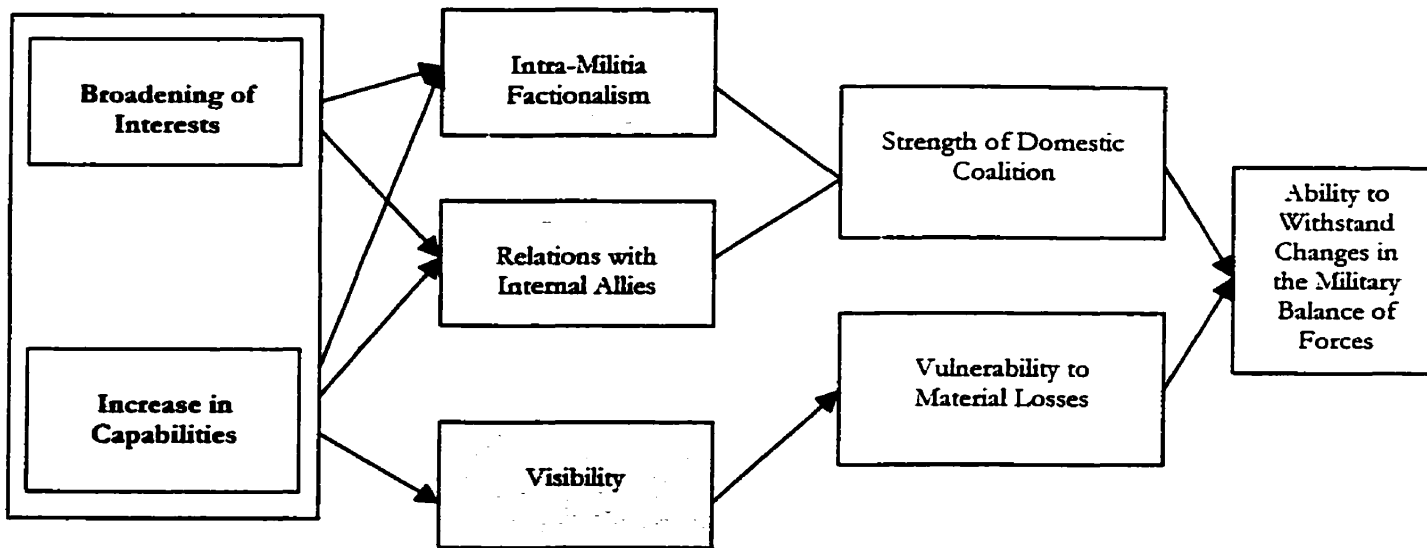 Broadening of
Interests
Increase in
Capabilities
Intra-Militia
Factionalism
Relations with
Internal Allies
Visibility
Strength of Domestic
Coalition
Vulnerability to
Material Losses
Ability to
Withstand
Changes in
the Military
Balance of
Forces